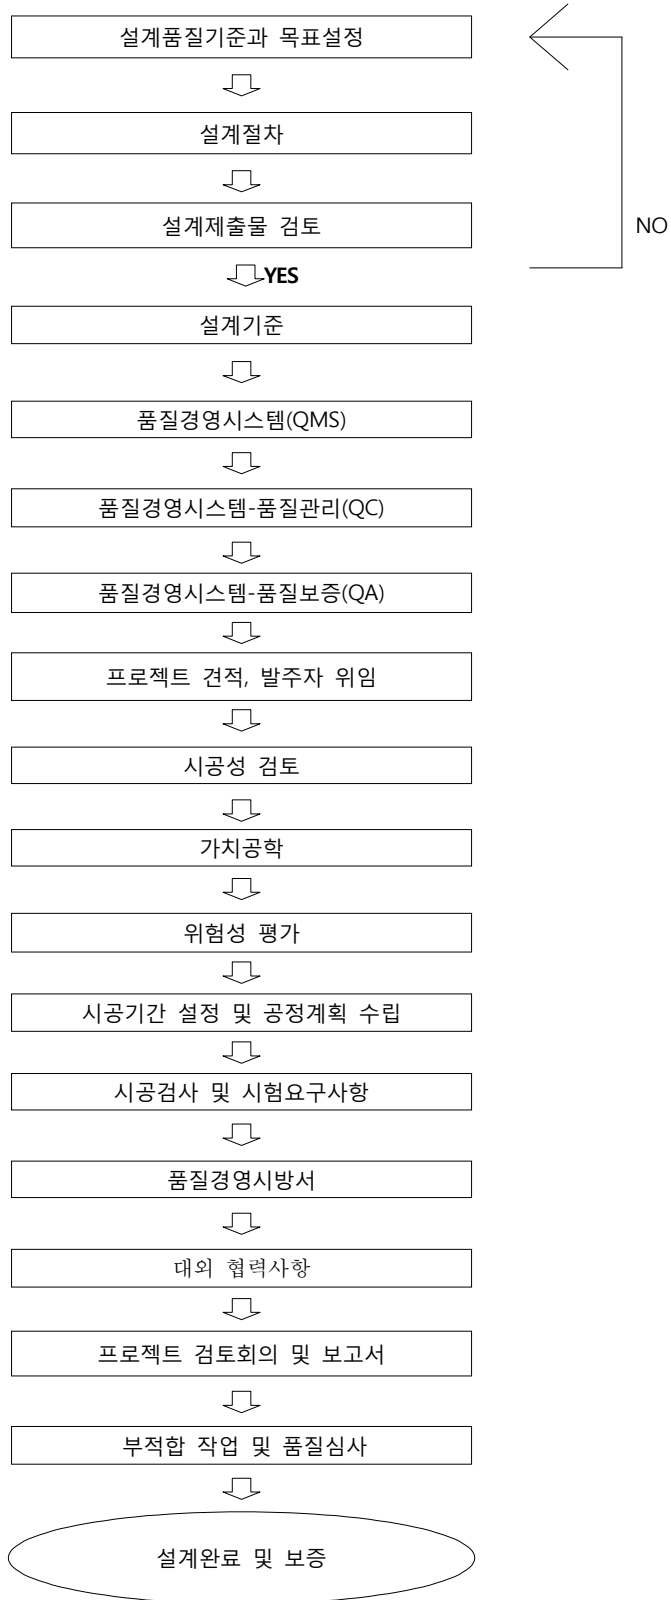 설계품질기준과 목표설정
설계절차
설계제출물 검토
NO
YES
설계기준
품질경영시스템(QMS)
품질경영시스템-품질관리(QC)
품질경영시스템-품질보증(QA)
프로젝트 견적, 발주자 위임
시공성 검토
가치공학
위험성 평가
시공기간 설정 및 공정계획 수립
시공검사 및 시험요구사항
품질경영시방서
대외 협력사항
프로젝트 검토회의 및 보고서
부적합 작업 및 품질심사
설계완료 및 보증